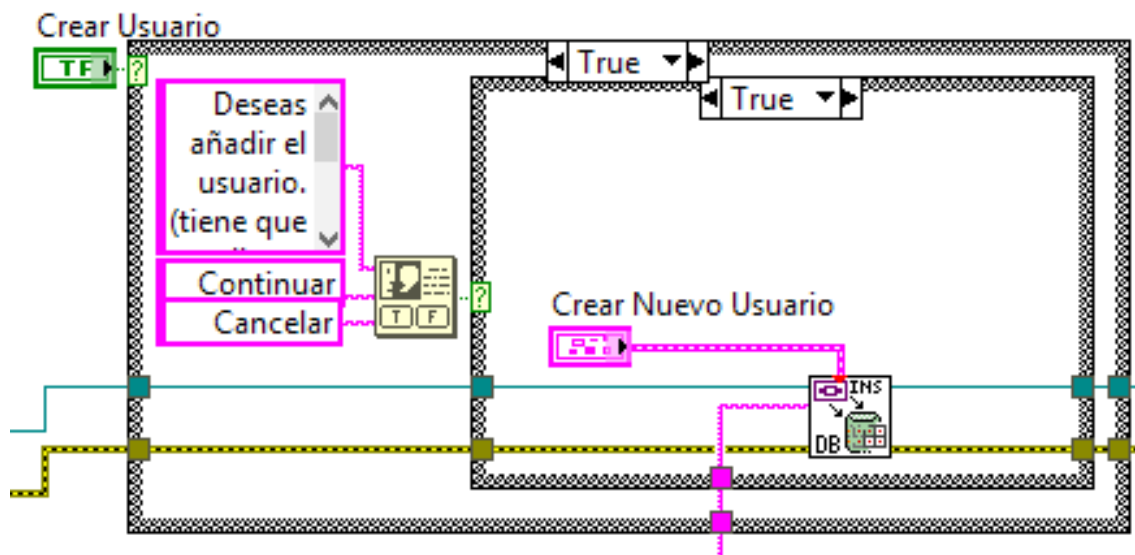 Crear Usuario
TF
?
True
True
Deseas
añadir el
usuario.
(tiene que
Continuar
Cancelar
T F
?
Crear Nuevo Usuario
INS
DB